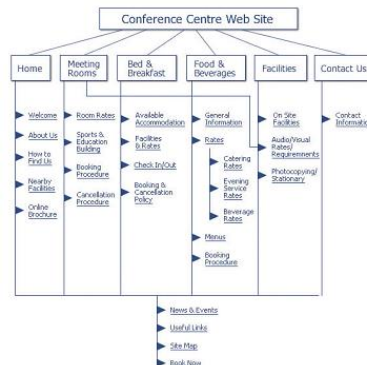 Conference Centre Web Site
Home
Meeting
Rooms
Bed &
Breakfast
Food &
Beverages
Facilities
Contact Us
Welcome
About Us
How to
Find Us
Nearby
Facilities
Online
Brochure
Room Rates
Sports &
Education
Building
Booking
Procedure
Cancellation
Procedure
Available
Accommodation
Facilities
& Rates
Check In/Out
Booking &
Cancellation
Policy
General
Information
Rates
Catering
Rates
Evening
Service
Rates
Beverage
Rates
Menus
Booking
Procedure
On Site
Facilities
Audio/Visual
Rates/
Requiremnents
Photocopying/
Stationary
Contact
Information
News & Events
Useful Links
Site Map
Book Now